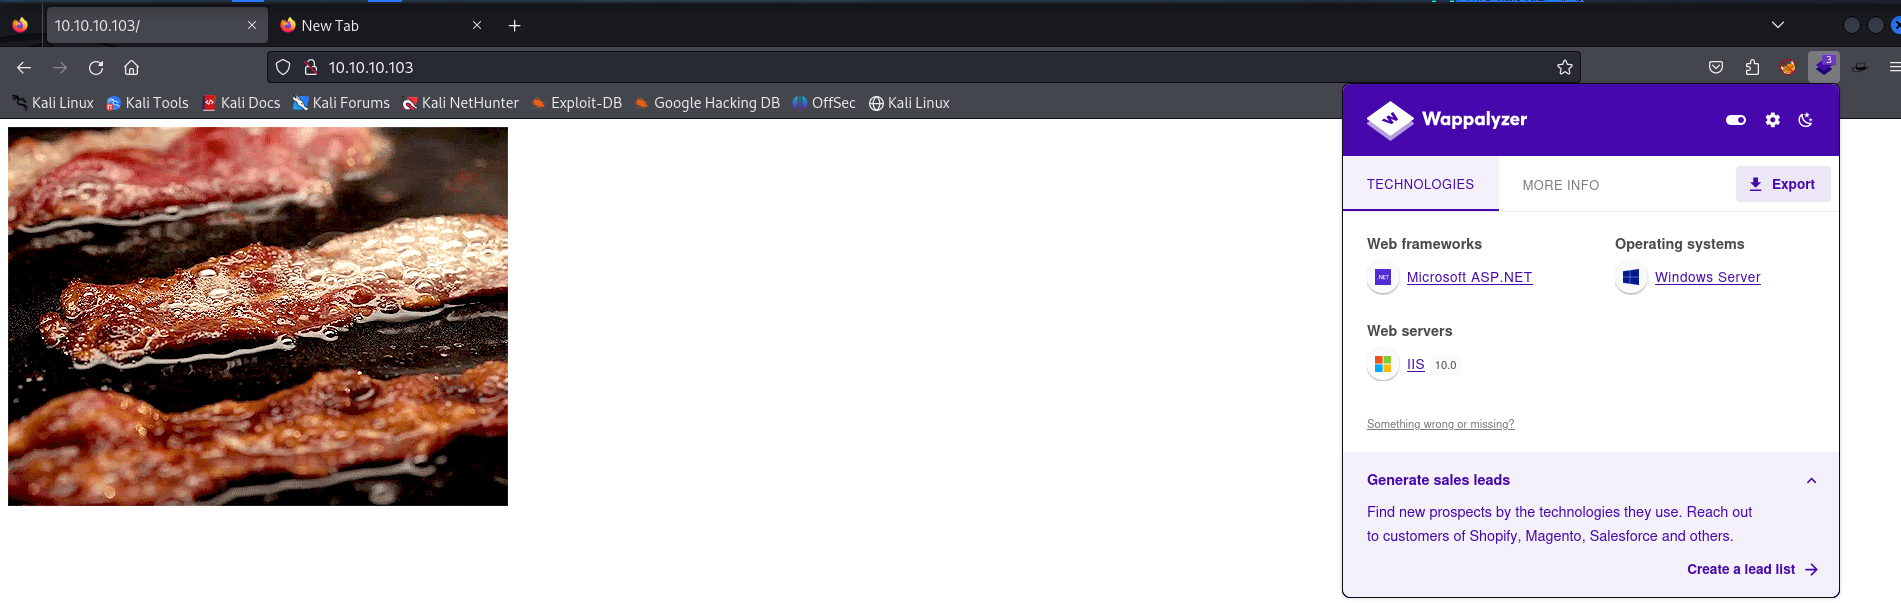 10.10.10.103/
New Tab
10.10.10.103
3
Kali Linux
Kali Tools
Kali Docs
Kali Forums
Kali NetHunter
Exploit-DB
Google Hacking DB
OffSec
Kali Linux
Wappalyzer
TECHNOLOGIES
MORE INFO
Export
Web frameworks
Microsoft ASP.NET
Operating systems
Windows Server
Web servers
IIS 10.0
Something wrong or missing?
Generate sales leads
Find new prospects by the technologies they use. Reach out
to customers of Shopify, Magento, Salesforce and others.
Create a lead list